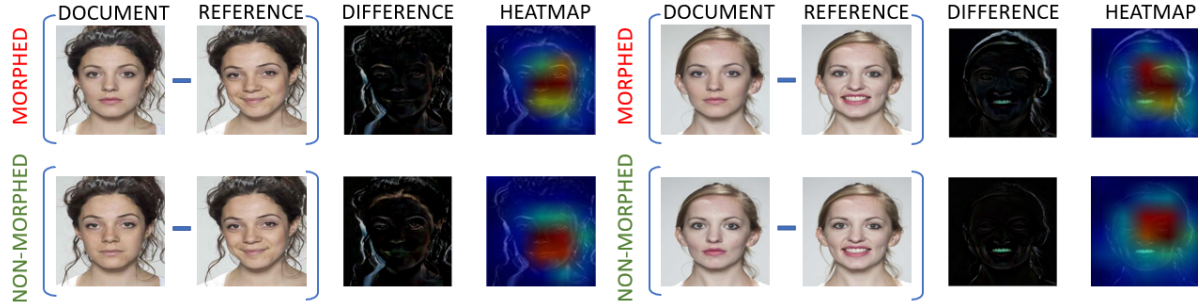 DOCUMENT REFERENCE DIFFERENCE HEATMAP DOCUMENT REFERENCE DIFFERENCE HEATMAP
MORPHED
MORPHED
NON-MORPHED
NON-MORPHED